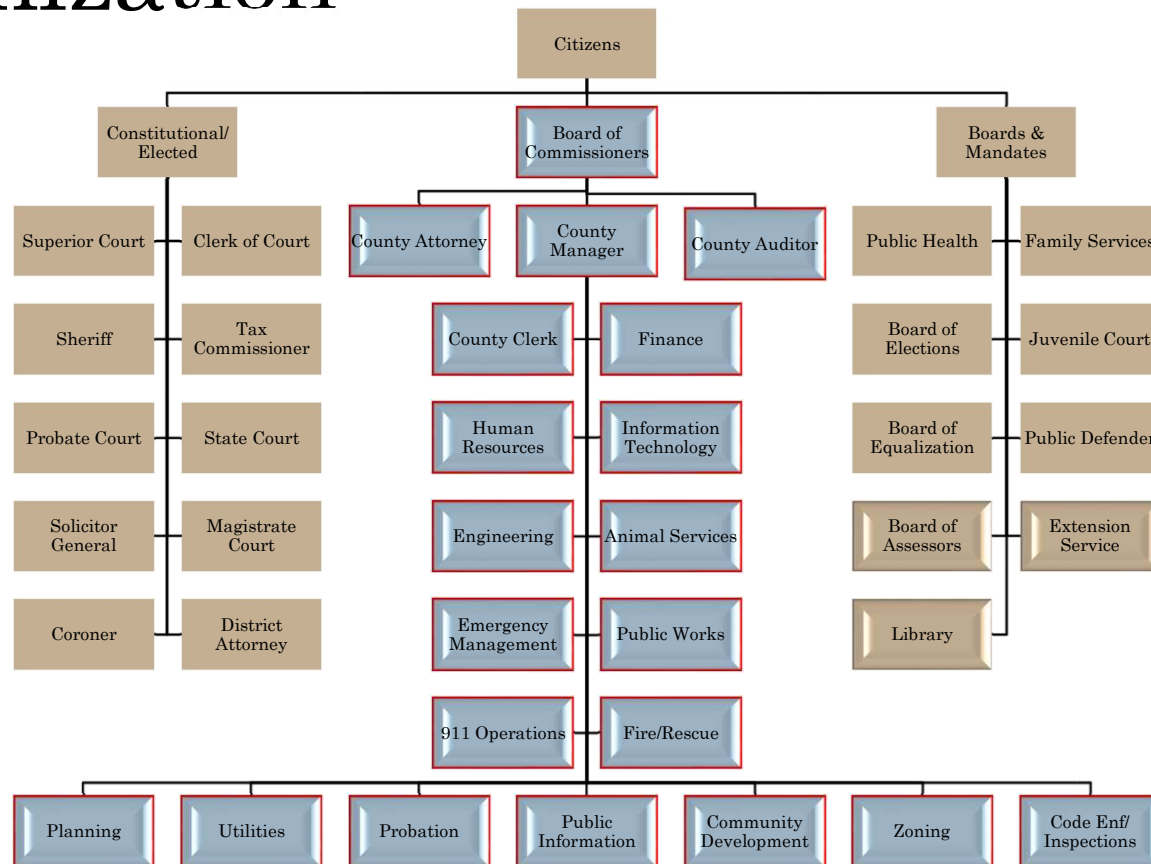 Citizens
Constitutional/
Elected
Board of
Commissioners
Boards &
Mandates
Superior Court
Clerk of Court
County Attorney
County
Manager
County Auditor
Public Health
Family Services
Sheriff
Tax
Commissioner
County Clerk
Finance
Board of
Elections
Juvenile Court
Probate Court
State Court
Human
Resources
Information
Technology
Board of
Equalization
Public Defender
Solicitor
General
Magistrate
Court
Engineering
Animal Services
Board of
Assessors
Extension
Service
Coroner
District
Attorney
Emergency
Management
Public Works
Library
911 Operations
Fire/Rescue
Planning
Utilities
Probation
Public
Information
Community
Development
Zoning
Code Enf/
Inspections